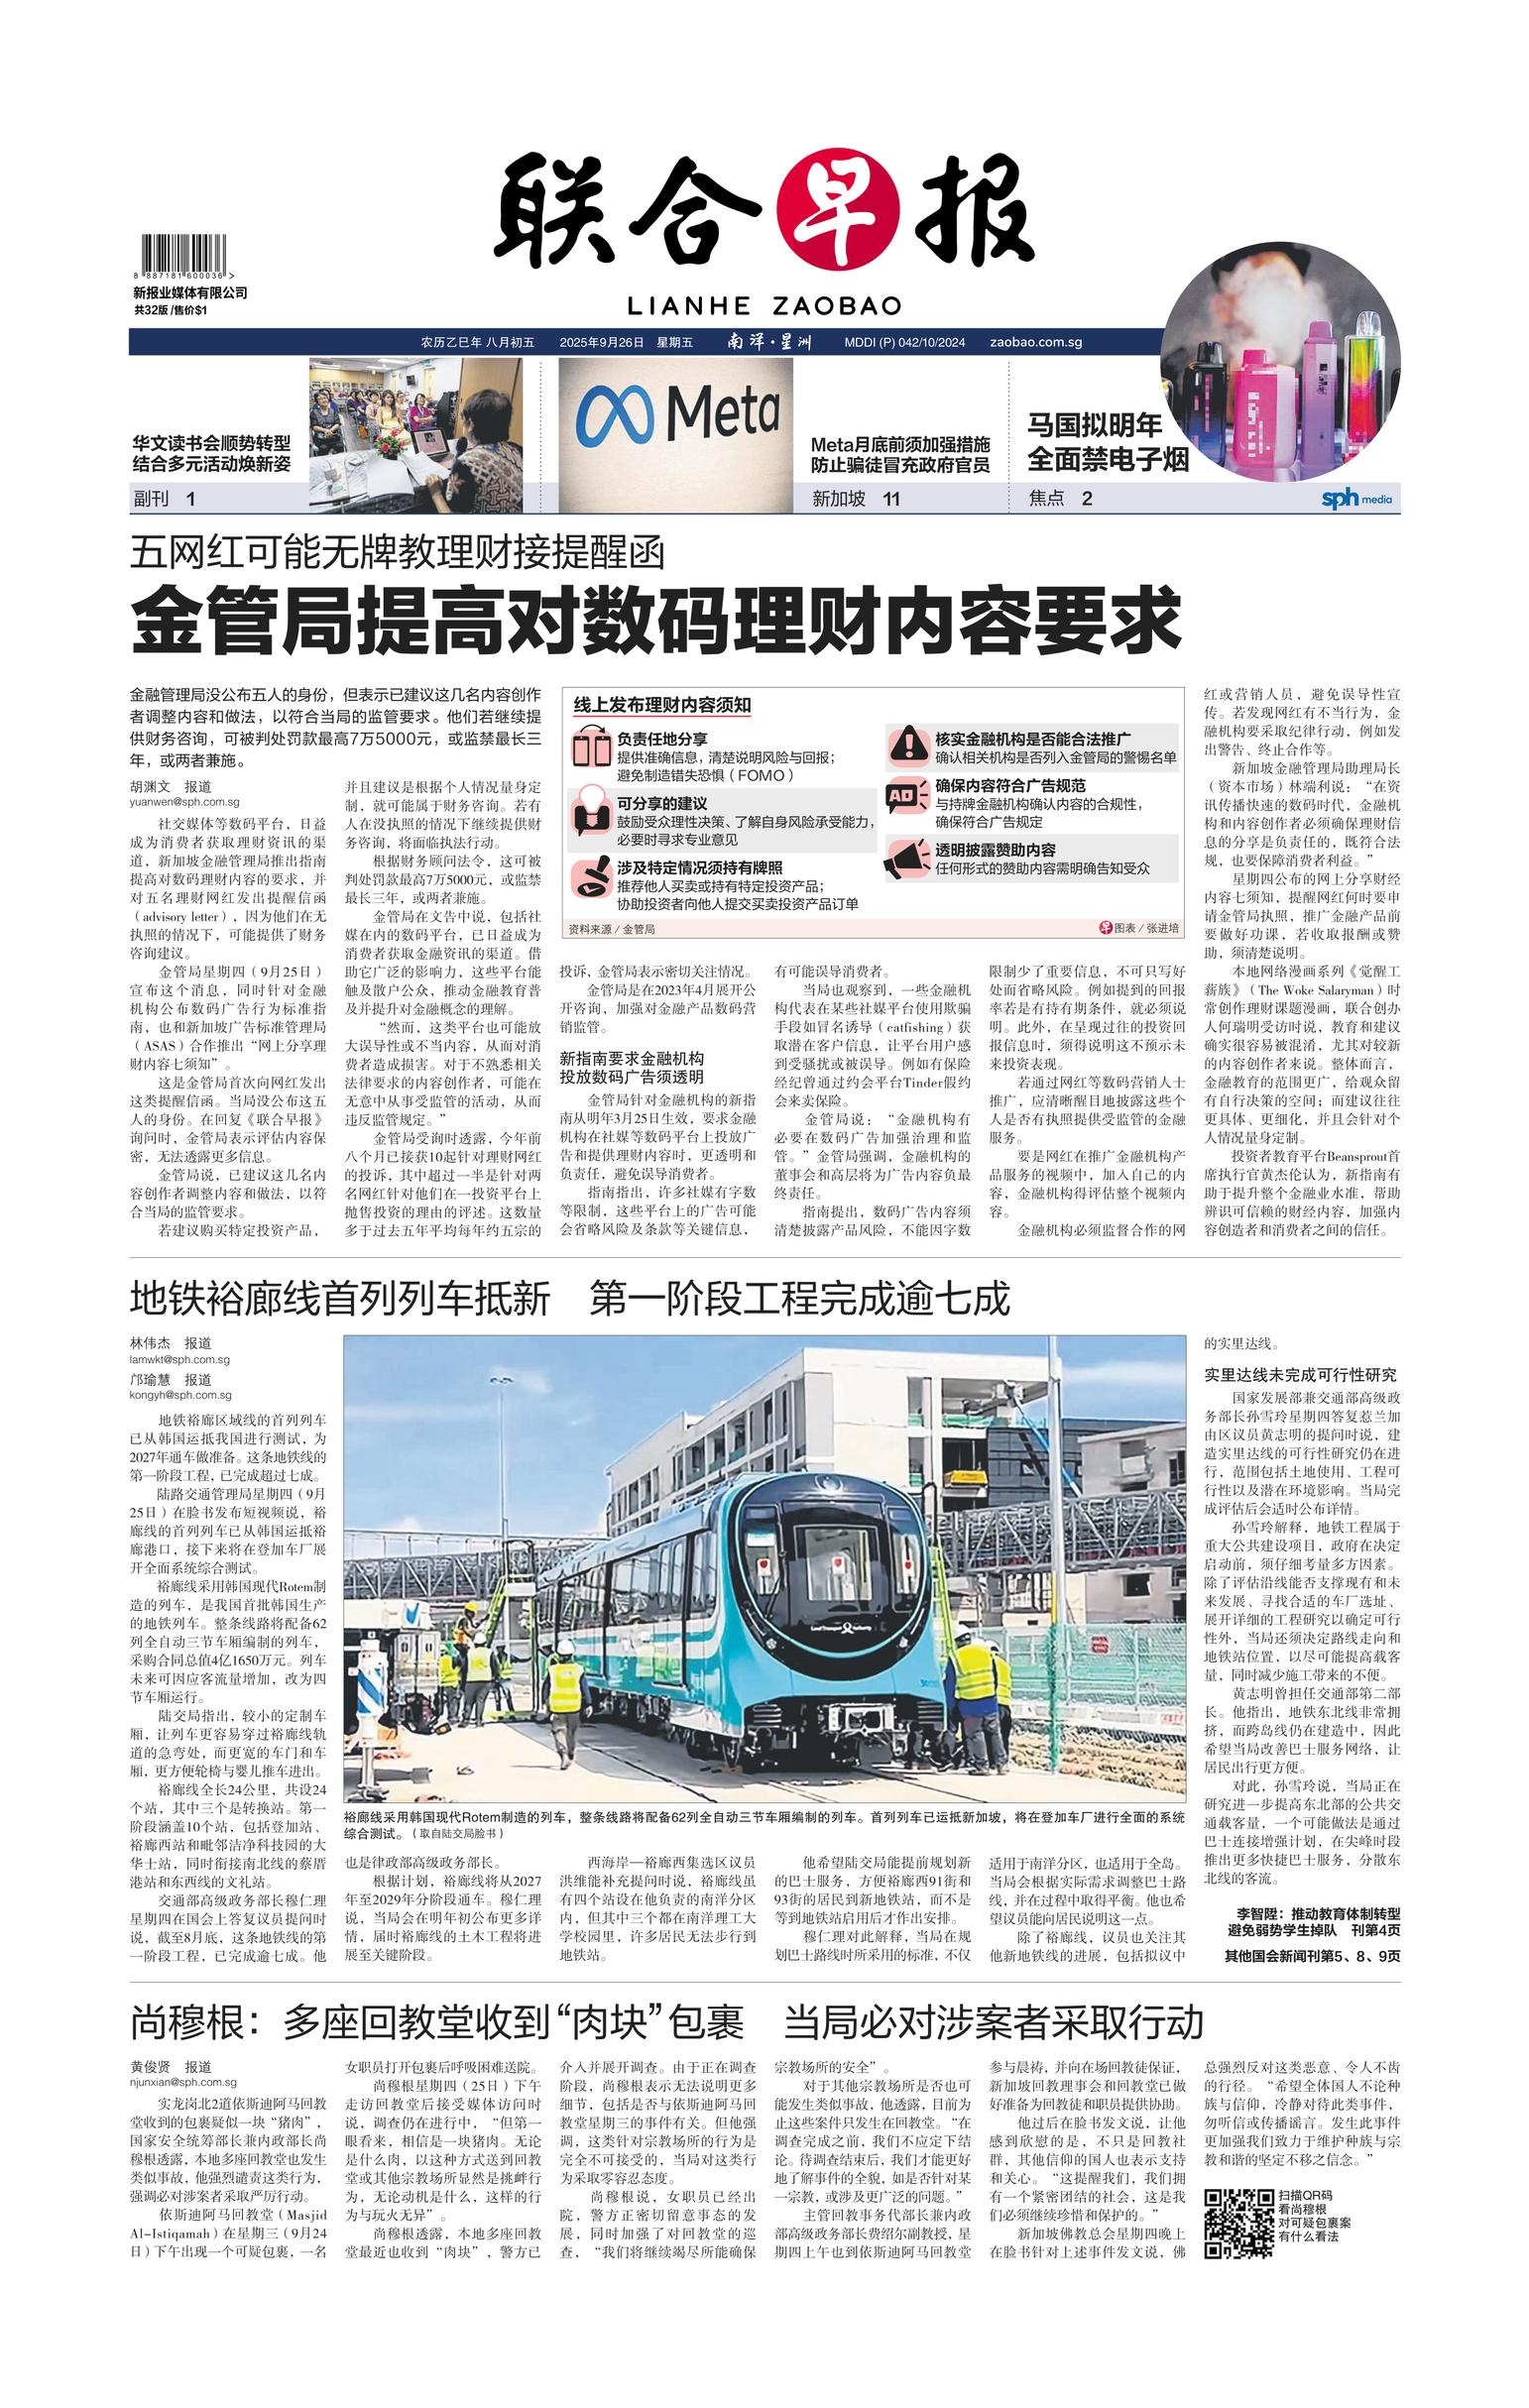 联合早报
LIANHE ZAOBAO
8 887181 600036 >
新报业媒体有限公司
共32版 /售价$1
农历乙巳年 八月初五 2025年9月26日 星期五 南洋·星洲 MDDI (P) 042/10/2024 zaobao.com.sg
华文读书会顺势转型
结合多元活动焕新姿
副刊 1
Meta
Meta月底前须加强措施
防止骗徒冒充政府官员
新加坡 11
马国拟明年
全面禁电子烟
焦点 2
sph media
五网红可能无牌教理财接提醒函
金管局提高对数码理财内容要求
金融管理局没公布五人的身份，但表示已建议这几名内容创作
者调整内容和做法，以符合当局的监管要求。他们若继续提
供财务咨询，可被判处罚款最高7万5000元，或监禁最长三
年，或两者兼施。
胡渊文 报道
yuanwen@sph.com.sg
社交媒体等数码平台，日益
成为消费者获取理财资讯的渠
道，新加坡金融管理局推出指南
提高对数码理财内容的要求，并
对五名理财网红发出提醒信函
（advisory letter），因为他们在无
执照的情况下，可能提供了财务
咨询建议。
金管局星期四（9月25日）
宣布这个消息，同时针对金融
机构公布数码广告行为标准指
南，也和新加坡广告标准管理局
（ASAS）合作推出“网上分享理
财内容七须知”。
这是金管局首次向网红发出
这类提醒信函。当局没公布这五
人的身份。在回复《联合早报》
询问时，金管局表示评估内容保
密，无法透露更多信息。
金管局说，已建议这几名内
容创作者调整内容和做法，以符
合当局的监管要求。
若建议购买特定投资产品，
并且建议是根据个人情况量身定
制，就可能属于财务咨询。若有
人在没执照的情况下继续提供财
务咨询，将面临执法行动。
根据财务顾问法令，这可被
判处罚款最高7万5000元，或监禁
最长三年，或两者兼施。
金管局在文告中说，包括社
媒在内的数码平台，已日益成为
消费者获取金融资讯的渠道。借
助它广泛的影响力，这些平台能
触及散户公众，推动金融教育普
及并提升对金融概念的理解。
“然而，这类平台也可能放
大误导性或不当内容，从而对消
费者造成损害。对于不熟悉相关
法律要求的内容创作者，可能在
无意中从事受监管的活动，从而
违反监管规定。”
金管局受询时透露，今年前
八个月已接获10起针对理财网红
的投诉，其中超过一半是针对两
名网红针对他们在一投资平台上
抛售投资的理由的评述。这数量
多于过去五年平均每年约五宗的
线上发布理财内容须知
负责任地分享
提供准确信息，清楚说明风险与回报；
避免制造错失恐惧（FOMO）
可分享的建议
鼓励受众理性决策、了解自身风险承受能力，
必要时寻求专业意见
涉及特定情况须持有牌照
推荐他人买卖或持有特定投资产品；
协助投资者向他人提交买卖投资产品订单
核实金融机构是否能合法推广
确认相关机构是否列入金管局的警惕名单
AD
确保内容符合广告规范
与持牌金融机构确认内容的合规性，
确保符合广告规定
透明披露赞助内容
任何形式的赞助内容需明确告知受众
资料来源／金管局 早 图表／张进培
投诉，金管局表示密切关注情况。
金管局是在2023年4月展开公
开咨询，加强对金融产品数码营
销监管。
新指南要求金融机构
投放数码广告须透明
金管局针对金融机构的新指
南从明年3月25日生效，要求金融
机构在社媒等数码平台上投放广
告和提供理财内容时，更透明和
负责任，避免误导消费者。
指南指出，许多社媒有字数
等限制，这些平台上的广告可能
会省略风险及条款等关键信息，
有可能误导消费者。
当局也观察到，一些金融机
构代表在某些社媒平台使用欺骗
手段如冒名诱导（catfishing）获
取潜在客户信息，让平台用户感
到受骚扰或被误导。例如有保险
经纪曾通过约会平台Tinder假约
会来卖保险。
金管局说：“金融机构有
必要在数码广告加强治理和监
管。”金管局强调，金融机构的
董事会和高层将为广告内容负最
终责任。
指南提出，数码广告内容须
清楚披露产品风险，不能因字数
限制少了重要信息，不可只写好
处而省略风险。例如提到的回报
率若是有持有期条件，就必须说
明。此外，在呈现过往的投资回
报信息时，须得说明这不预示未
来投资表现。
若通过网红等数码营销人士
推广，应清晰醒目地披露这些个
人是否有执照提供受监管的金融
服务。
要是网红在推广金融机构产
品服务的视频中，加入自己的内
容，金融机构得评估整个视频内
容。
金融机构必须监督合作的网
红或营销人员，避免误导性宣
传。若发现网红有不当行为，金
融机构要采取纪律行动，例如发
出警告、终止合作等。
新加坡金融管理局助理局长
（资本市场）林瑞利说：“在资
讯传播快速的数码时代，金融机
构和内容创作者必须确保理财信
息的分享是负责任的，既符合法
规，也要保障消费者利益。”
星期四公布的网上分享财经
内容七须知，提醒网红何时要申
请金管局执照，推广金融产品前
要做好功课，若收取报酬或赞
助，须清楚说明。
本地网络漫画系列《觉醒工
薪族》（The Woke Salaryman）时
常创作理财课题漫画，联合创办
人何瑞明受访时说，教育和建议
确实很容易被混淆，尤其对较新
的内容创作者来说。整体而言，
金融教育的范围更广，给观众留
有自行决策的空间；而建议往往
更具体、更细化，并且会针对个
人情况量身定制。
投资者教育平台Beansprout首
席执行官黄杰伦认为，新指南有
助于提升整个金融业水准，帮助
辨识可信赖的财经内容，加强内
容创造者和消费者之间的信任。
地铁裕廊线首列列车抵新 第一阶段工程完成逾七成
林伟杰 报道
lamwkt@sph.com.sg
邝瑜慧 报道
kongyh@sph.com.sg
地铁裕廊区域线的首列列车
已从韩国运抵我国进行测试，为
2027年通车做准备。这条地铁线的
第一阶段工程，已完成超过七成。
陆路交通管理局星期四（9月
25日）在脸书发布短视频说，裕
廊线的首列列车已从韩国运抵裕
廊港口，接下来将在登加车厂展
开全面系统综合测试。
裕廊线采用韩国现代Rotem制
造的列车，是我国首批韩国生产
的地铁列车。整条线路将配备62
列全自动三节车厢编制的列车，
采购合同总值4亿1650万元。列车
未来可因应客流量增加，改为四
节车厢运行。
陆交局指出，较小的定制车
厢，让列车更容易穿过裕廊线轨
道的急弯处，而更宽的车门和车
厢，更方便轮椅与婴儿推车进出。
裕廊线全长24公里，共设24
个站，其中三个是转换站。第一
阶段涵盖10个站，包括登加站、
裕廊西站和毗邻洁净科技园的大
华士站，同时衔接南北线的蔡厝
港站和东西线的文礼站。
交通部高级政务部长穆仁理
星期四在国会上答复议员提问时
说，截至8月底，这条地铁线的第
一阶段工程，已完成逾七成。他
Land Transport Authority
裕廊线采用韩国现代Rotem制造的列车，整条线路将配备62列全自动三节车厢编制的列车。首列列车已运抵新加坡，将在登加车厂进行全面的系统
综合测试。（取自陆交局脸书）
也是律政部高级政务部长。
根据计划，裕廊线将从2027
年至2029年分阶段通车。穆仁理
说，当局会在明年初公布更多详
情，届时裕廊线的土木工程将进
展至关键阶段。
西海岸—裕廊西集选区议员
洪维能补充提问时说，裕廊线虽
有四个站设在他负责的南洋分区
内，但其中三个都在南洋理工大
学校园里，许多居民无法步行到
地铁站。
他希望陆交局能提前规划新
的巴士服务，方便裕廊西91街和
93街的居民到新地铁站，而不是
等到地铁站启用后才作出安排。
穆仁理对此解释，当局在规
划巴士路线时所采用的标准，不仅
适用于南洋分区，也适用于全岛。
当局会根据实际需求调整巴士路
线，并在过程中取得平衡。他也希
望议员能向居民说明这一点。
除了裕廊线，议员也关注其
他新地铁线的进展，包括拟议中
的实里达线。
实里达线未完成可行性研究
国家发展部兼交通部高级政
务部长孙雪玲星期四答复惹兰加
由区议员黄志明的提问时说，建
造实里达线的可行性研究仍在进
行，范围包括土地使用、工程可
行性以及潜在环境影响。当局完
成评估后会适时公布详情。
孙雪玲解释，地铁工程属于
重大公共建设项目，政府在决定
启动前，须仔细考量多方因素。
除了评估沿线能否支撑现有和未
来发展、寻找合适的车厂选址、
展开详细的工程研究以确定可行
性外，当局还须决定路线走向和
地铁站位置，以尽可能提高载客
量，同时减少施工带来的不便。
黄志明曾担任交通部第二部
长。他指出，地铁东北线非常拥
挤，而跨岛线仍在建造中，因此
希望当局改善巴士服务网络，让
居民出行更方便。
对此，孙雪玲说，当局正在
研究进一步提高东北部的公共交
通载客量，一个可能做法是通过
巴士连接增强计划，在尖峰时段
推出更多快捷巴士服务，分散东
北线的客流。
李智陞：推动教育体制转型
避免弱势学生掉队 刊第4页
其他国会新闻刊第5、8、9页
尚穆根：多座回教堂收到“肉块”包裹 当局必对涉案者采取行动
黄俊贤 报道
njunxian@sph.com.sg
实龙岗北2道依斯迪阿马回教
堂收到的包裹疑似一块“猪肉”，
国家安全统筹部长兼内政部长尚
穆根透露，本地多座回教堂也发生
类似事故，他强烈谴责这类行为，
强调必对涉案者采取严厉行动。
依斯迪阿马回教堂（Masjid
Al-Istiqamah）在星期三（9月24
日）下午出现一个可疑包裹，一名
女职员打开包裹后呼吸困难送院。
尚穆根星期四（25日）下午
走访回教堂后接受媒体访问时
说，调查仍在进行中，“但第一
眼看来，相信是一块猪肉。无论
是什么肉，以这种方式送到回教
堂或其他宗教场所显然是挑衅行
为，无论动机是什么，这样的行
为与玩火无异”。
尚穆根透露，本地多座回教
堂最近也收到“肉块”，警方已
介入并展开调查。由于正在调查
阶段，尚穆根表示无法说明更多
细节，包括是否与依斯迪阿马回
教堂星期三的事件有关。但他强
调，这类针对宗教场所的行为是
完全不可接受的，当局对这类行
为采取零容忍态度。
尚穆根说，女职员已经出
院，警方正密切留意事态的发
展，同时加强了对回教堂的巡
查，“我们将继续竭尽所能确保
宗教场所的安全”。
对于其他宗教场所是否也可
能发生类似事故，他透露，目前为
止这些案件只发生在回教堂。“在
调查完成之前，我们不应定下结
论。待调查结束后，我们才能更好
地了解事件的全貌，如是否针对某
一宗教，或涉及更广泛的问题。”
主管回教事务代部长兼内政
部高级政务部长费绍尔副教授，星
期四上午也到依斯迪阿马回教堂
参与晨祷，并向在场回教徒保证，
新加坡回教理事会和回教堂已做
好准备为回教徒和职员提供协助。
他过后在脸书发文说，让他
感到欣慰的是，不只是回教社
群，其他信仰的国人也表示支持
和关心。“这提醒我们，我们拥
有一个紧密团结的社会，这是我
们必须继续珍惜和保护的。”
新加坡佛教总会星期四晚上
在脸书针对上述事件发文说，佛
总强烈反对这类恶意、令人不齿
的行径。“希望全体国人不论种
族与信仰，冷静对待此类事件，
勿听信或传播谣言。发生此事件
更加强我们致力于维护种族与宗
教和谐的坚定不移之信念。”
扫描QR码
看尚穆根
对可疑包裹案
有什么看法